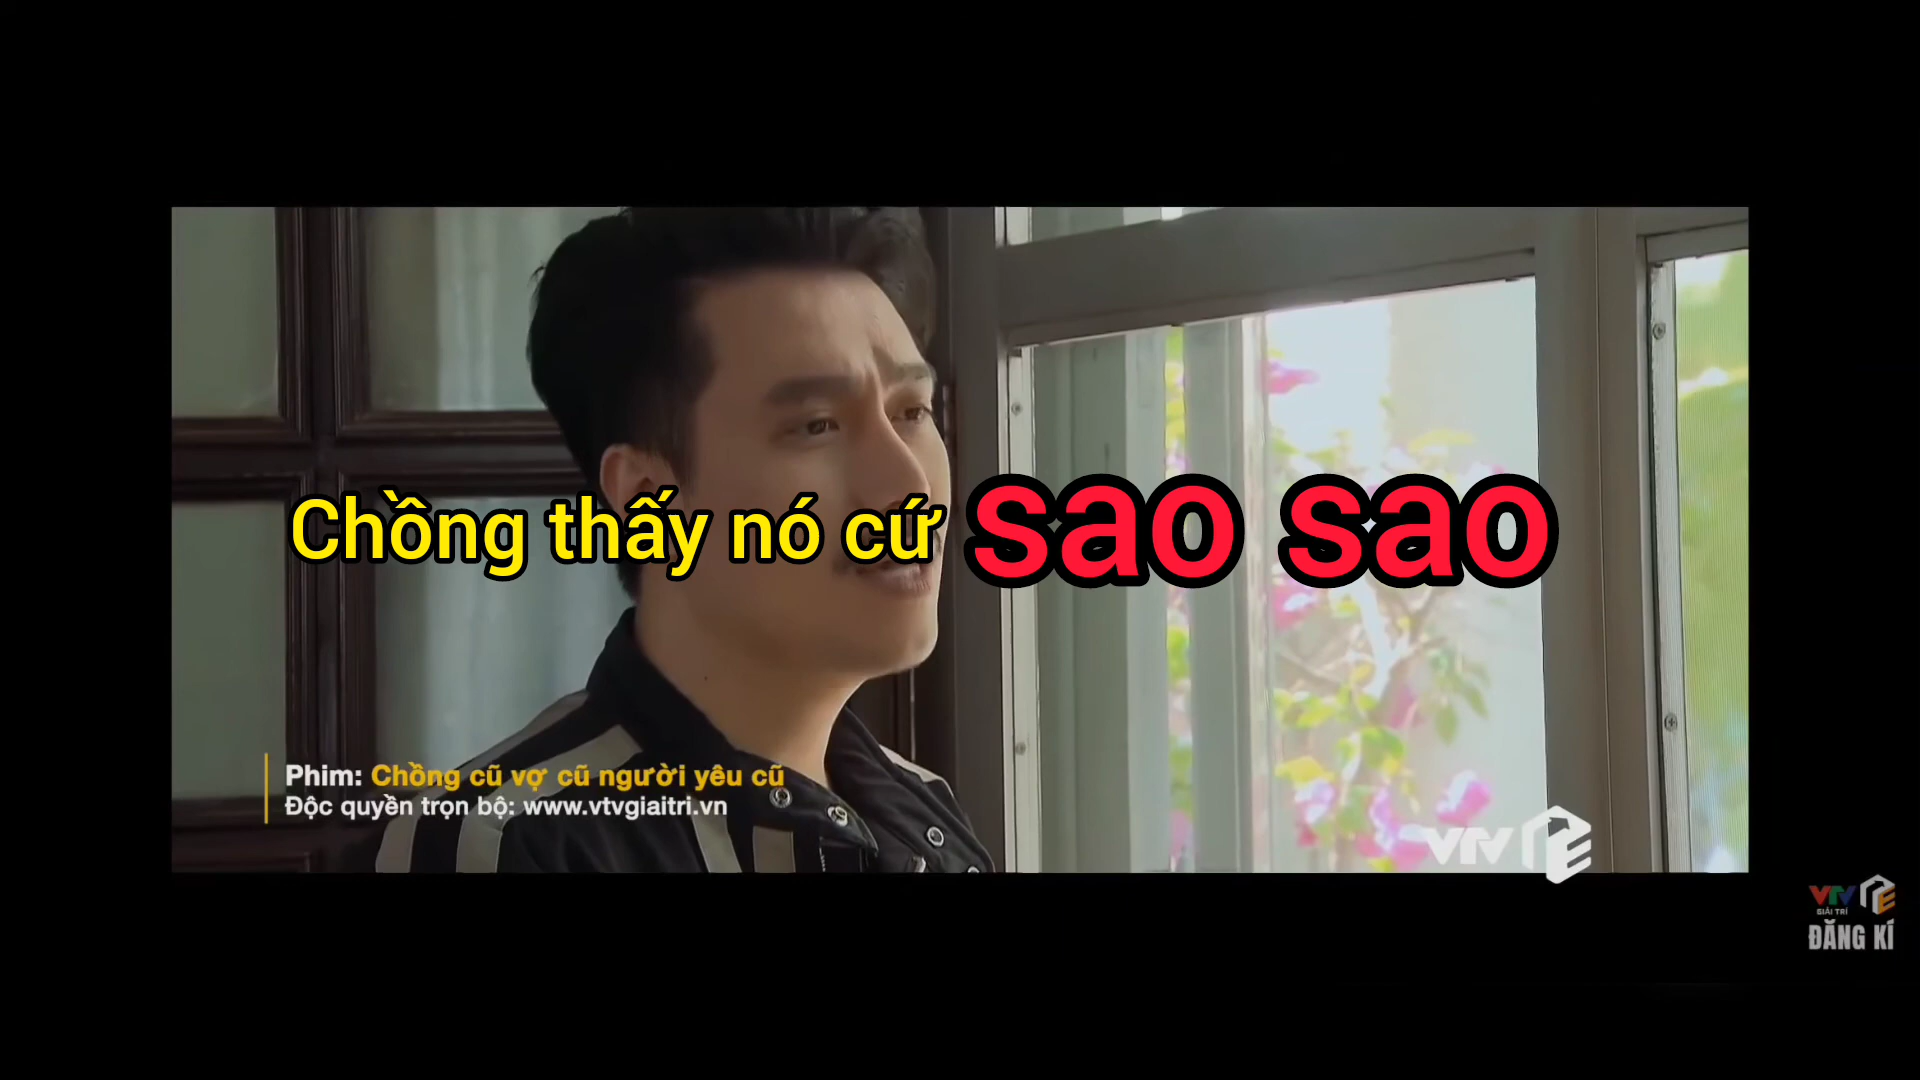 Chồng thấy nó cứ sao sao
Phim: Chồng cũ vợ cũ người yêu cũ
Độc quyền trọn bộ: www.vtvgiaitri.vn
VTV
VTV
GIẢI TRÍ
ĐĂNG KÍ